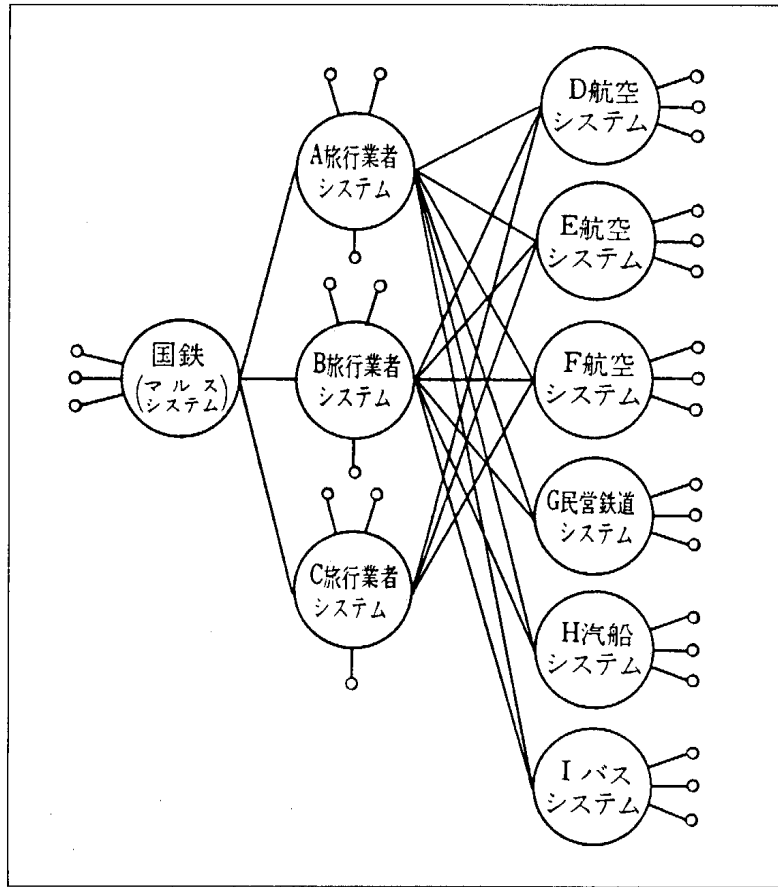 国鉄
(マルス
システム)
A旅行業者
システム
B旅行業者
システム
C旅行業者
システム
D航空
システム
E航空
システム
F航空
システム
G民営鉄道
システム
H汽船
システム
Iバス
システム